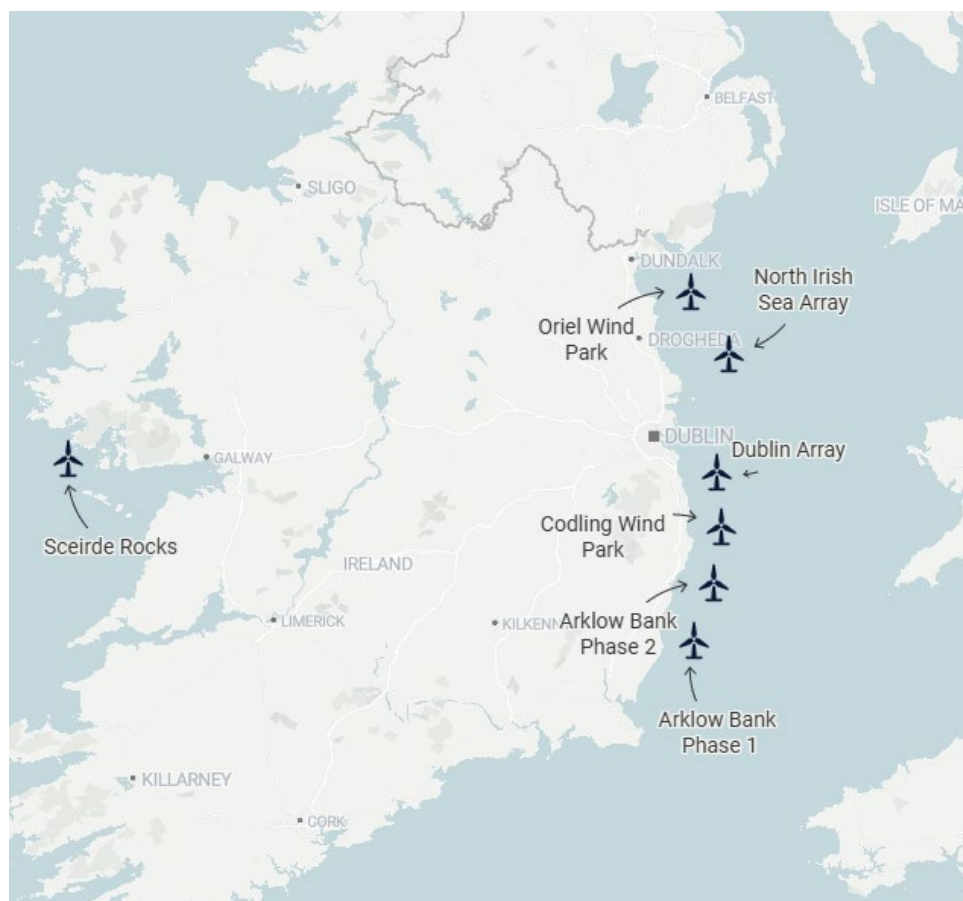 BELFAST
SLIGO
ISLE OF MA
DUNDALK
North Irish
Sea Array
Oriel Wind
Park
DROGHEDA
DUBLIN
Dublin Array
GALWAY
Codling Wind
Park
Sceirde Rocks
IRELAND
Arklow Bank
Phase 2
LIMERICK
KILKENN
Arklow Bank
Phase 1
KILLARNEY
CORK